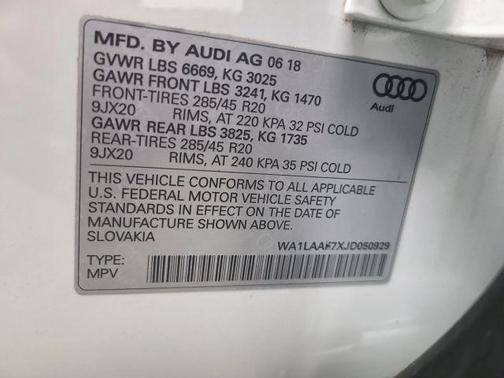 MFD. BY AUDI AG 06 18
GVWR LBS 6669, KG 3025
GAWR FRONT LBS 3241, KG 1470
FRONT-TIRES 285/45 R20
9JX20 RIMS, AT 220 KPA 32 PSI COLD
GAWR REAR LBS 3825, KG 1735
REAR-TIRES 285/45 R20
9JX20 RIMS, AT 240 KPA 35 PSI COLD
Audi
THIS VEHICLE CONFORMS TO ALL APPLICABLE
U.S. FEDERAL MOTOR VEHICLE SAFETY
STANDARDS IN EFFECT ON THE DATE OF
MANUFACTURE SHOWN ABOVE.
SLOVAKIA
WA1LAAF7XJD050929
TYPE:
MPV